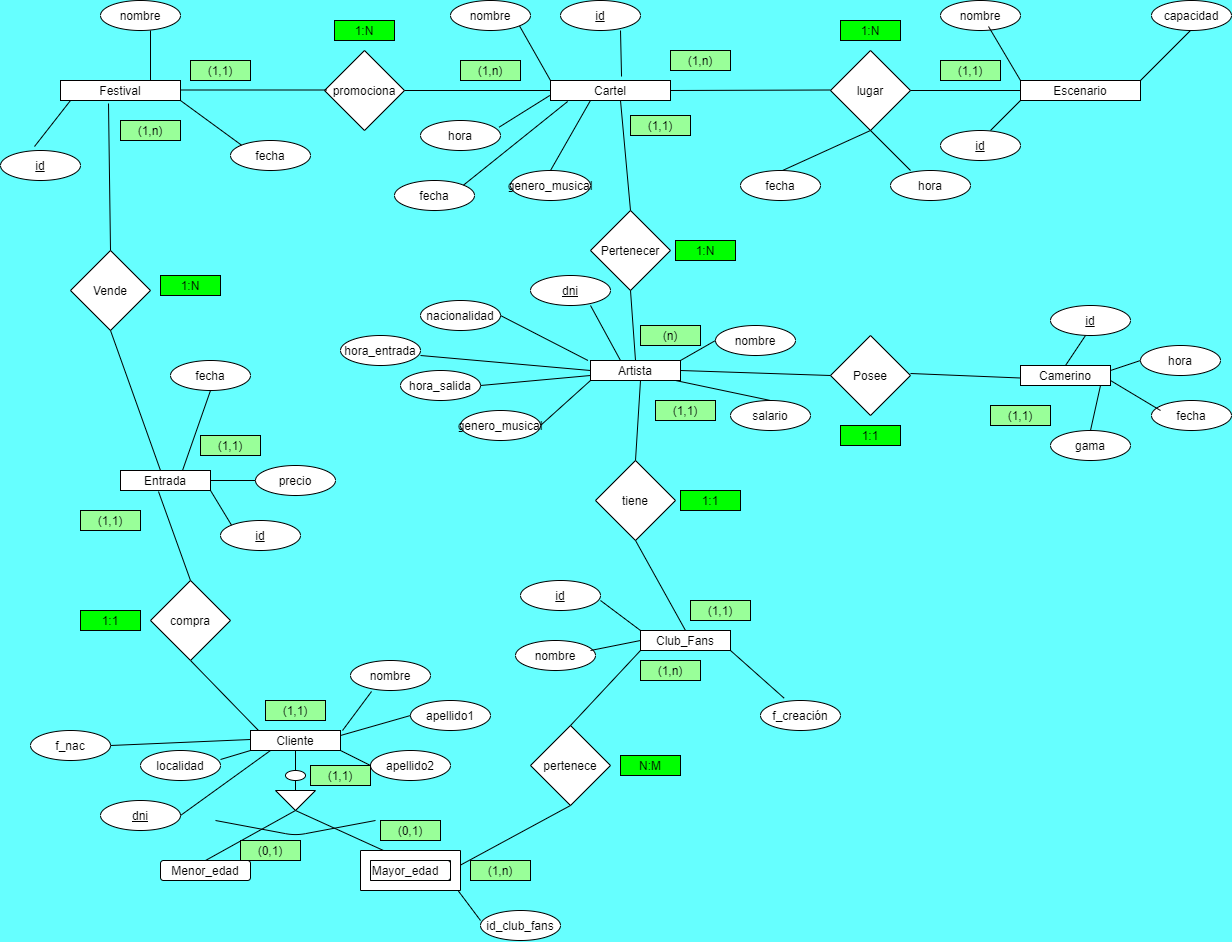 nombre
1:N
nombre
id
1:N
nombre
capacidad
(1,1)
(1,n)
(1,n)
(1,1)
Festival
promociona
Cartel
lugar
Escenario
(1,n)
(1,1)
hora
id
fecha
id
fecha
genero_musical
fecha
hora
Pertenecer
1:N
Vende
1:N
dni
nacionalidad
id
(n)
nombre
hora_entrada
hora
fecha
Artista
Posee
Camerino
hora_salida
(1,1)
salario
(1,1)
fecha
genero_musical
1:1
gama
(1,1)
Entrada
precio
tiene
1:1
(1,1)
id
id
(1,1)
1:1
compra
Club_Fans
nombre
(1,n)
nombre
(1,1)
apellido1
f_creación
f_nac
Cliente
localidad
apellido2
pertenece
N:M
(1,1)
dni
(0,1)
(0,1)
Menor_edad
Mayor_edad
(1,n)
id_club_fans